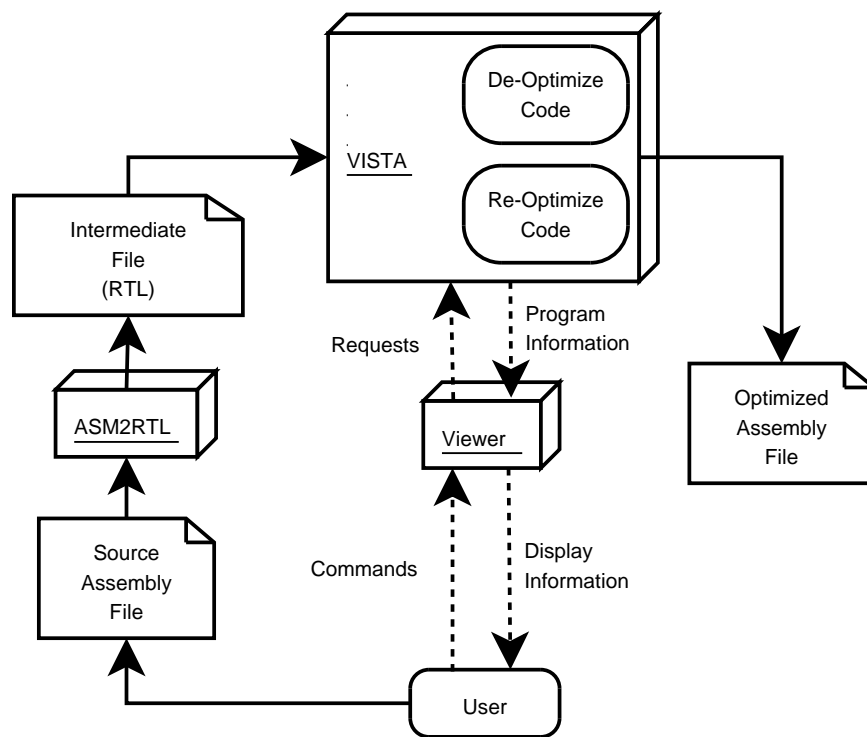 De-Optimize
Code
VISTA
Re-Optimize
Code
Intermediate
File
(RTL)
Requests
Program
Information
ASM2RTL
Viewer
Optimized
Assembly
File
Source
Assembly
File
Commands
Display
Information
User